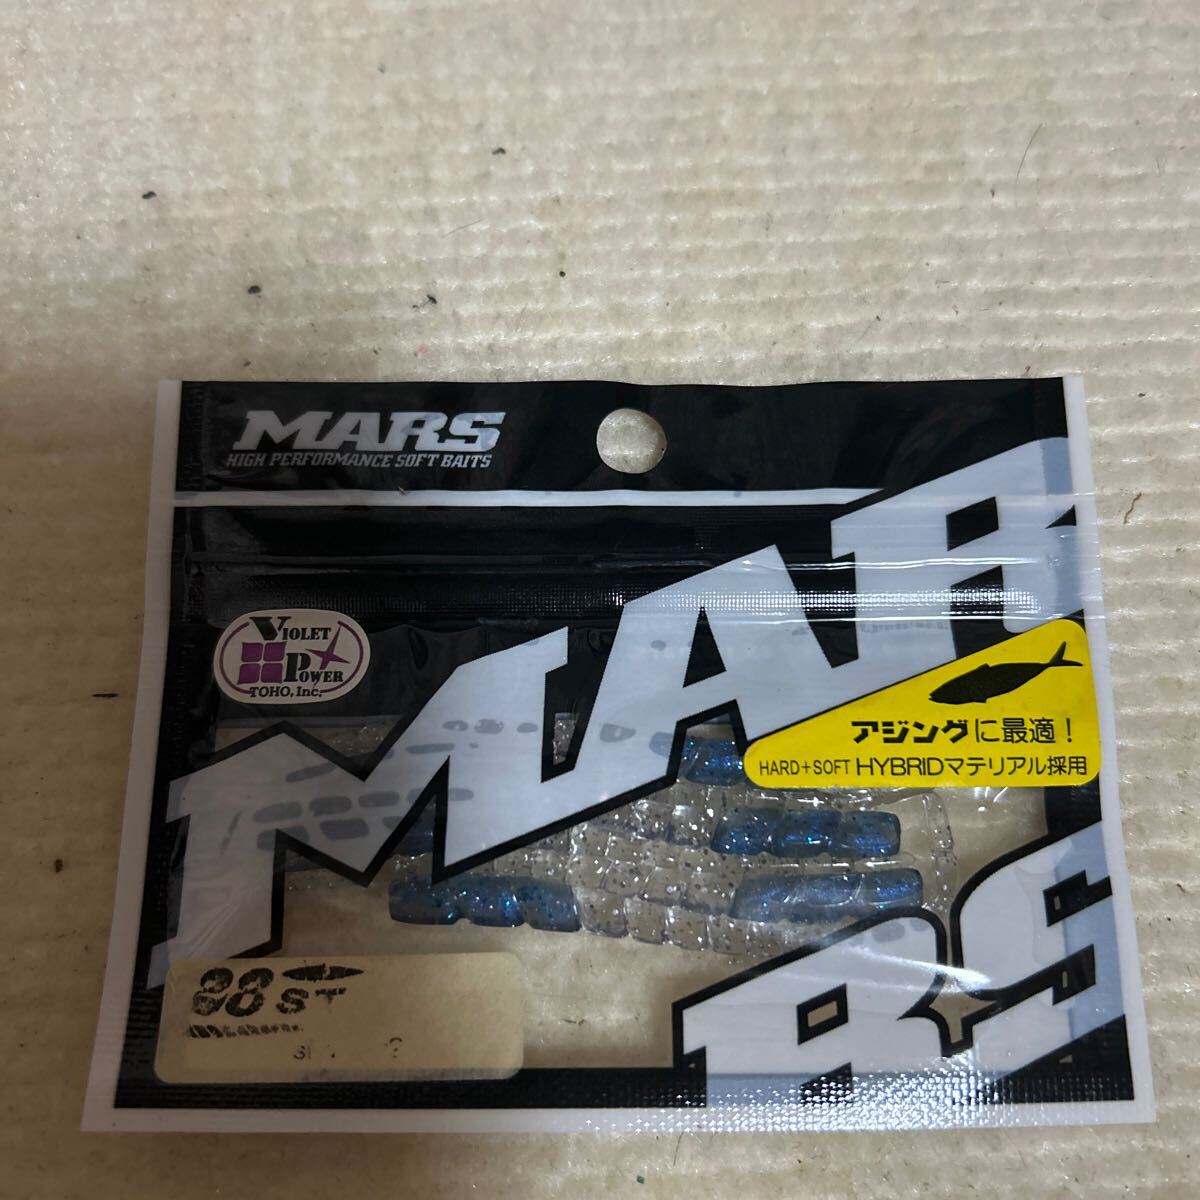 MARS
HIGH PERFORMANCE SOFT BAITS
MAR
VIOLET
POWER
TOHO, Inc.
アジングに最適！
HARD+SOFT HYBRIDマテリアル採用
RS
ST